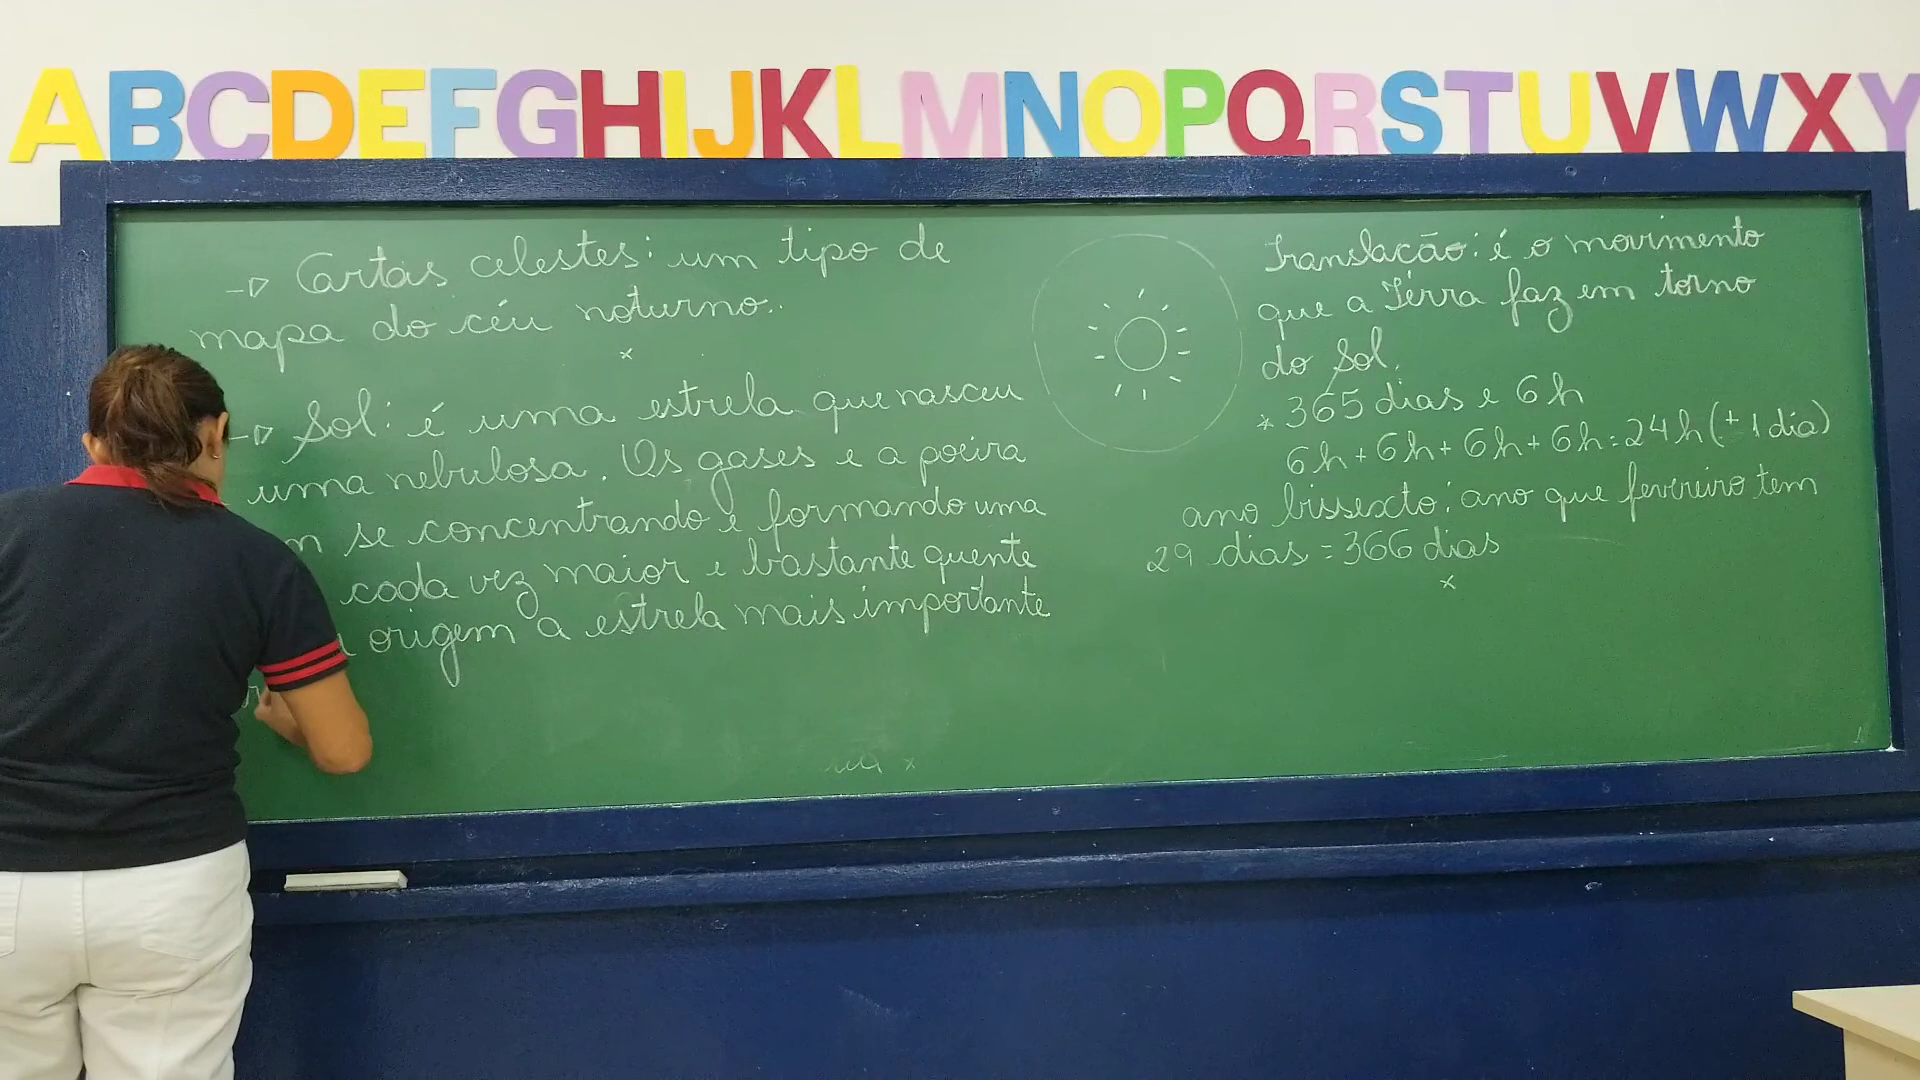 ABCDEFGHIJKLMNOPQRSTUVWXY
→ Cartas celestes: um tipo de
mapa do céu noturno.
x
→ Sol: é uma estrela que nasceu
uma nebulosa. Os gases e a poeira
m se concentrando e formando uma
cada vez maior e bastante quente
origem a estrela mais importante
Translacão: é o movimento
que a Terra faz em torno
do Sol.
* 365 dias e 6h
6h + 6h + 6h + 6h = 24h (+ 1 dia)
ano bissexto: ano que fevereiro tem
29 dias = 366 dias
x